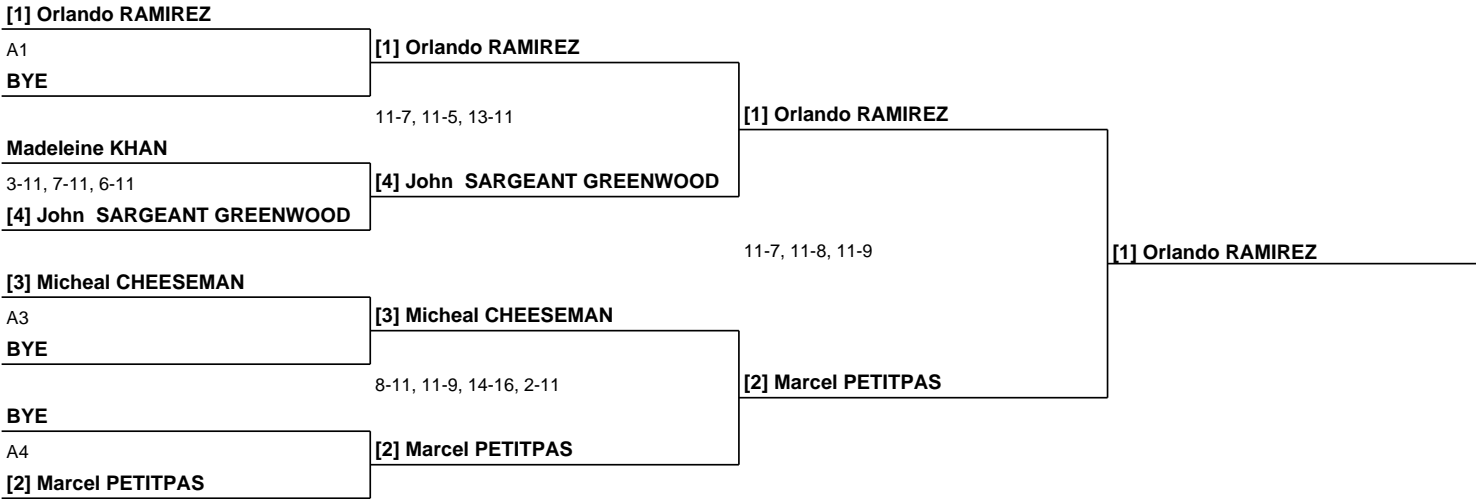 [1] Orlando RAMIREZ
A1
BYE
[1] Orlando RAMIREZ
11-7, 11-5, 13-11
[1] Orlando RAMIREZ
Madeleine KHAN
3-11, 7-11, 6-11
[4] John  SARGEANT GREENWOOD
[4] John  SARGEANT GREENWOOD
11-7, 11-8, 11-9
[1] Orlando RAMIREZ
[3] Micheal CHEESEMAN
A3
BYE
[3] Micheal CHEESEMAN
8-11, 11-9, 14-16, 2-11
[2] Marcel PETITPAS
BYE
A4
[2] Marcel PETITPAS
[2] Marcel PETITPAS